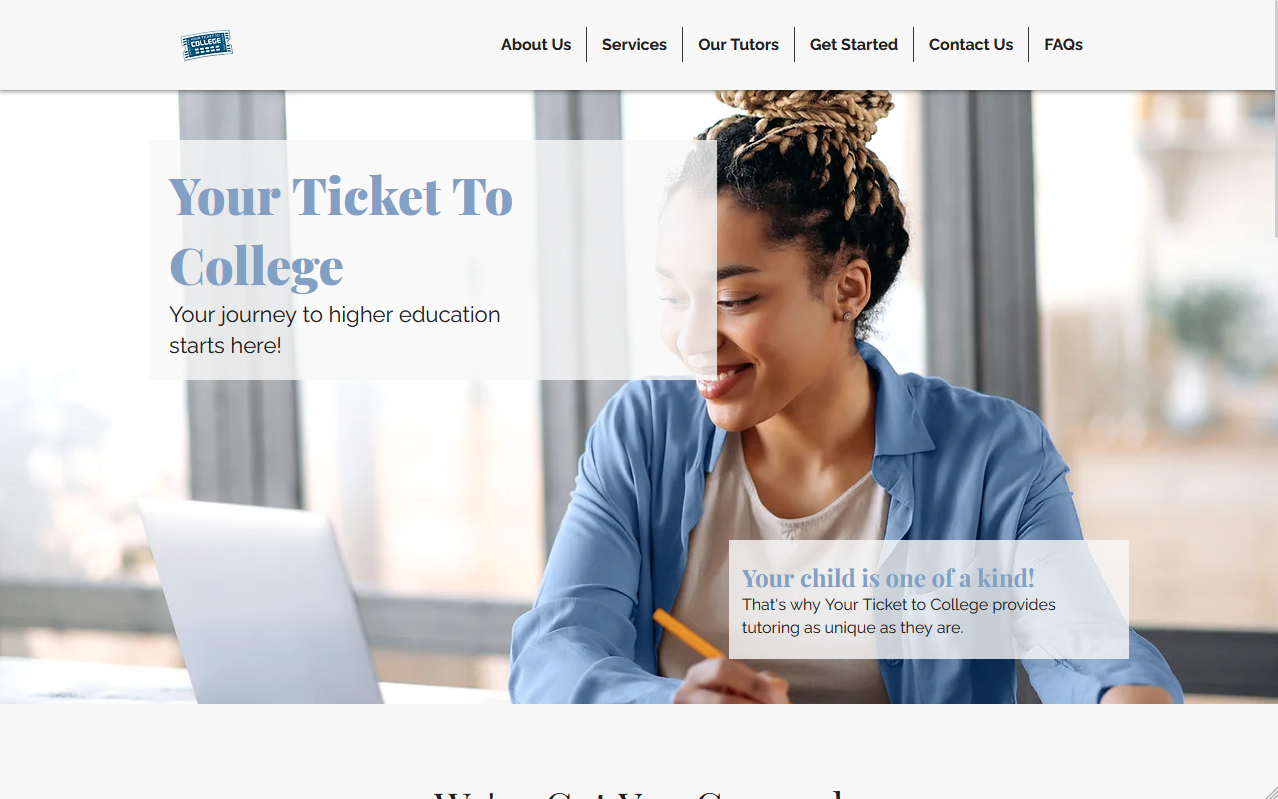 COLLEGE
About Us
Services
Our Tutors
Get Started
Contact Us
FAQs
Your Ticket To
College
Your journey to higher education
starts here!
Your child is one of a kind!
That's why Your Ticket to College provides
tutoring as unique as they are.